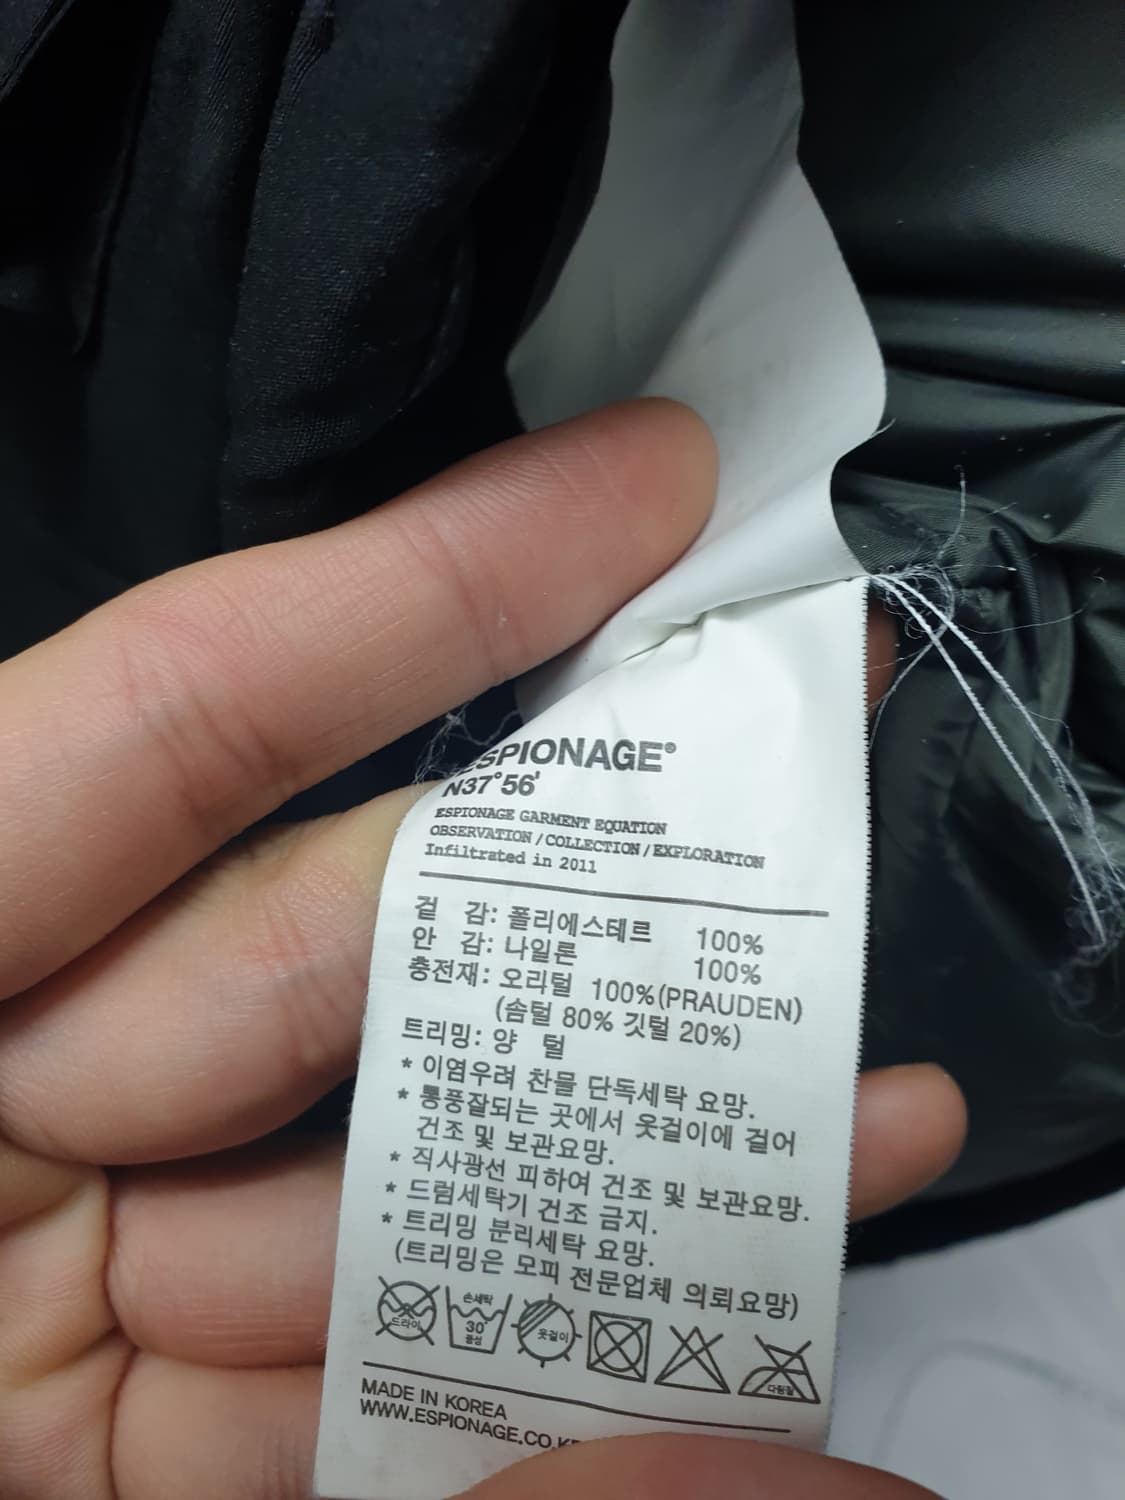 ESPIONAGE®
N37°56'
ESPIONAGE GARMENT EQUATION
OBSERVATION / COLLECTION / EXPLORATION
Infiltrated in 2011
겉 감: 폴리에스테르 100%
안 감: 나일론 100%
충전재: 오리털 100%(PRAUDEN)
(솜털 80% 깃털 20%)
트리밍: 양 털
* 이염우려 찬물 단독세탁 요망.
* 통풍잘되는 곳에서 옷걸이에 걸어
건조 및 보관요망.
* 직사광선 피하여 건조 및 보관요망.
* 드럼세탁기 건조 금지.
* 트리밍 분리세탁 요망.
(트리밍은 모피 전문업체 의뢰요망)
드라이 손세탁 30° 중성 옷걸이 다림질
MADE IN KOREA
WWW.ESPIONAGE.CO.KR